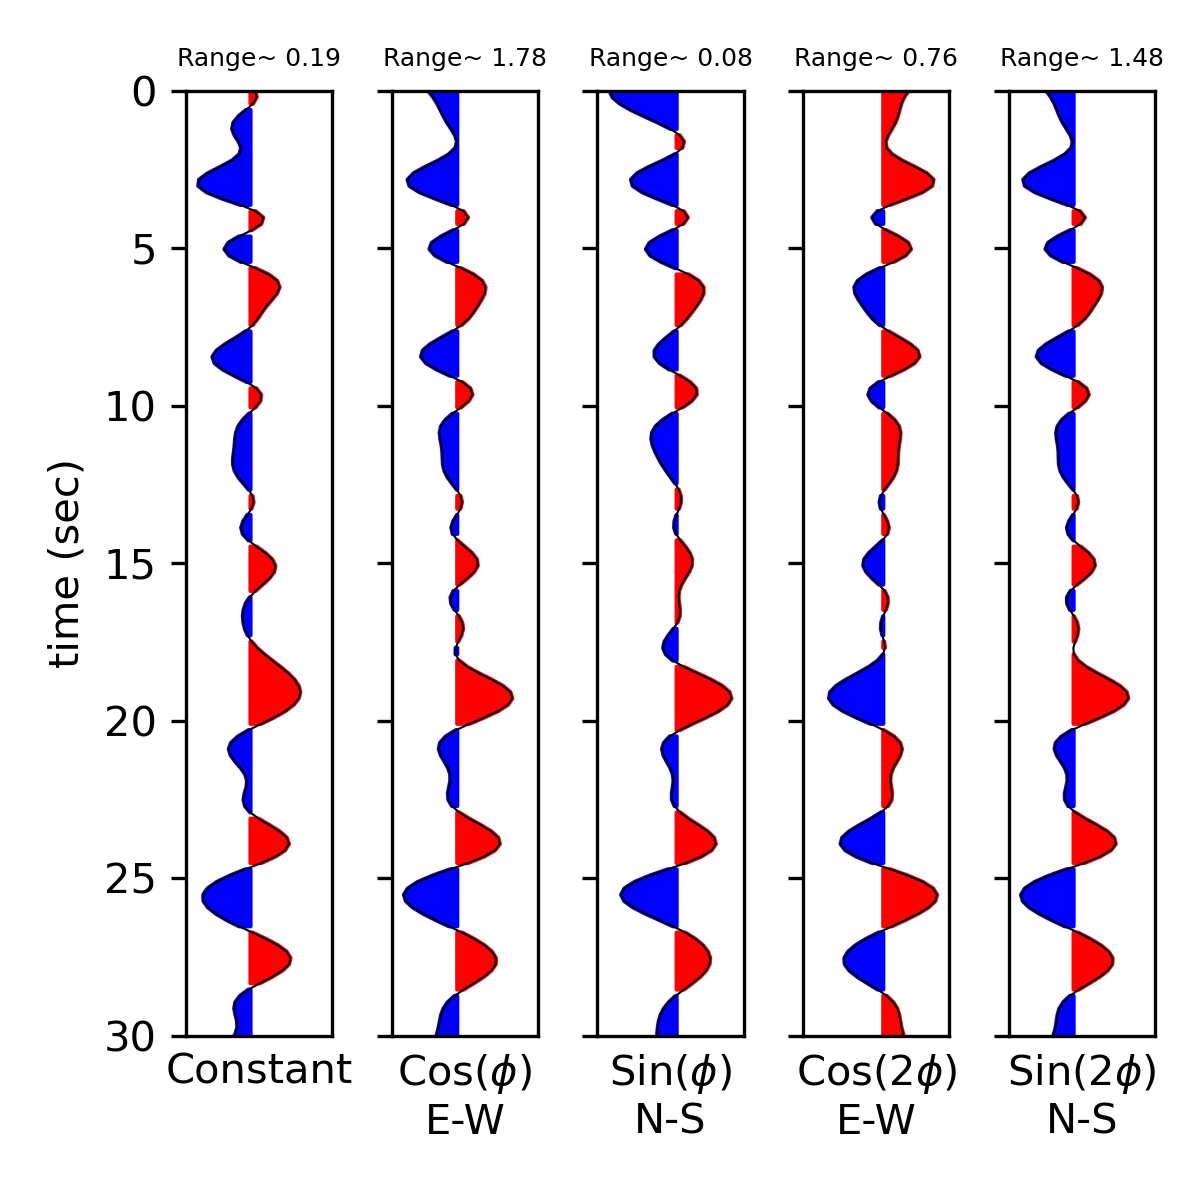 Range~ 0.19 Range~ 1.78 Range~ 0.08 Range~ 0.76 Range~ 1.48
0
5
10
15
20
25
30
time (sec)
Constant Cos(ϕ) Sin(ϕ) Cos(2ϕ) Sin(2ϕ)
E-W N-S E-W N-S